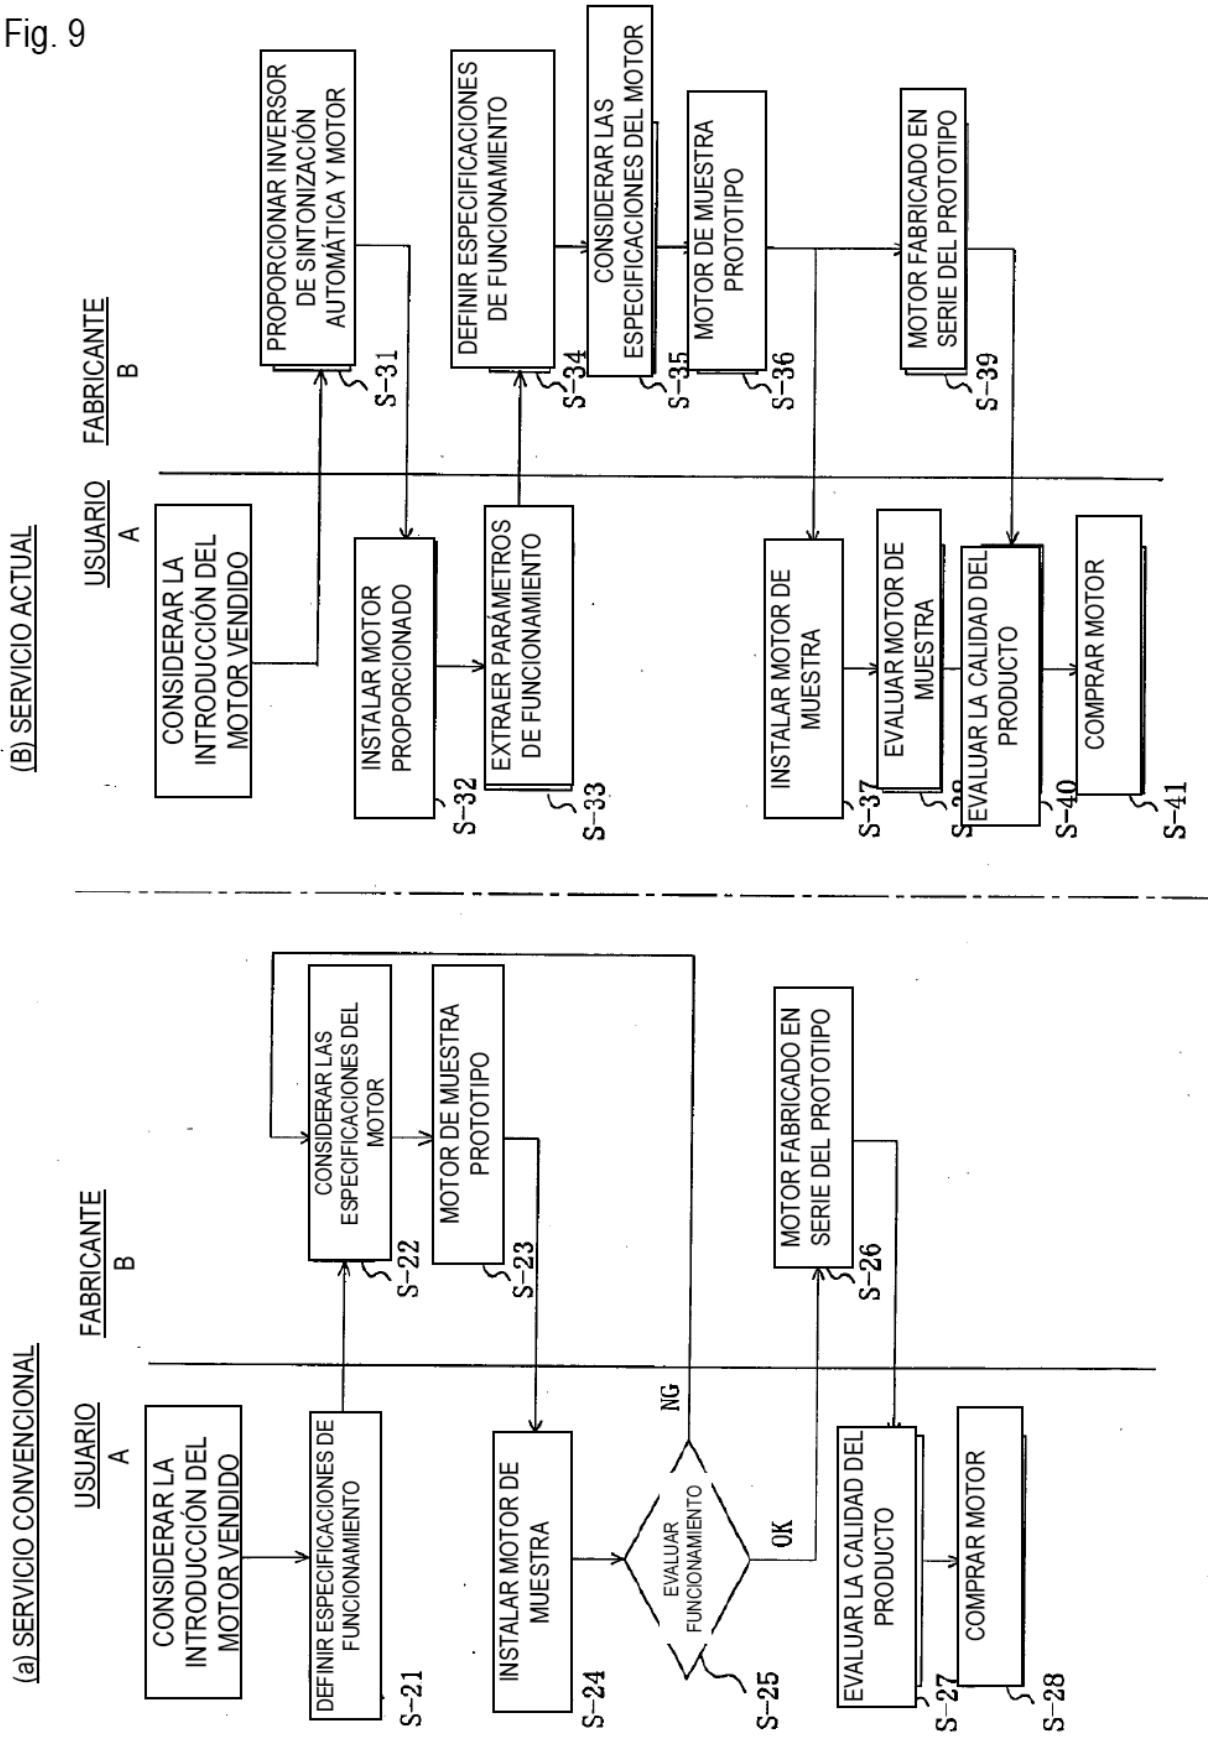 Fig. 9
(a) SERVICIO CONVENCIONAL
USUARIO
A
FABRICANTE
B
CONSIDERAR LA
INTRODUCCIÓN DEL
MOTOR VENDIDO
DEFINIR ESPECIFICACIONES DE
FUNCIONAMIENTO
S-21
CONSIDERAR LAS
ESPECIFICACIONES DEL
MOTOR
S-22
MOTOR DE MUESTRA
PROTOTIPO
S-23
INSTALAR MOTOR DE
MUESTRA
S-24
EVALUAR
FUNCIONAMIENTO
S-25
NG
OK
MOTOR FABRICADO EN
SERIE DEL PROTOTIPO
S-26
EVALUAR LA CALIDAD DEL
PRODUCTO
S-27
COMPRAR MOTOR
S-28
(B) SERVICIO ACTUAL
USUARIO
A
FABRICANTE
B
CONSIDERAR LA
INTRODUCCIÓN DEL
MOTOR VENDIDO
PROPORCIONAR INVERSOR
DE SINTONIZACIÓN
AUTOMÁTICA Y MOTOR
S-31
INSTALAR MOTOR
PROPORCIONADO
S-32
EXTRAER PARÁMETROS
DE FUNCIONAMIENTO
S-33
DEFINIR ESPECIFICACIONES
DE FUNCIONAMIENTO
S-34
CONSIDERAR LAS
ESPECIFICACIONES DEL MOTOR
S-35
MOTOR DE MUESTRA
PROTOTIPO
S-36
INSTALAR MOTOR DE
MUESTRA
S-37
EVALUAR MOTOR DE
MUESTRA
S-38
MOTOR FABRICADO EN
SERIE DEL PROTOTIPO
S-39
EVALUAR LA CALIDAD DEL
PRODUCTO
S-40
COMPRAR MOTOR
S-41